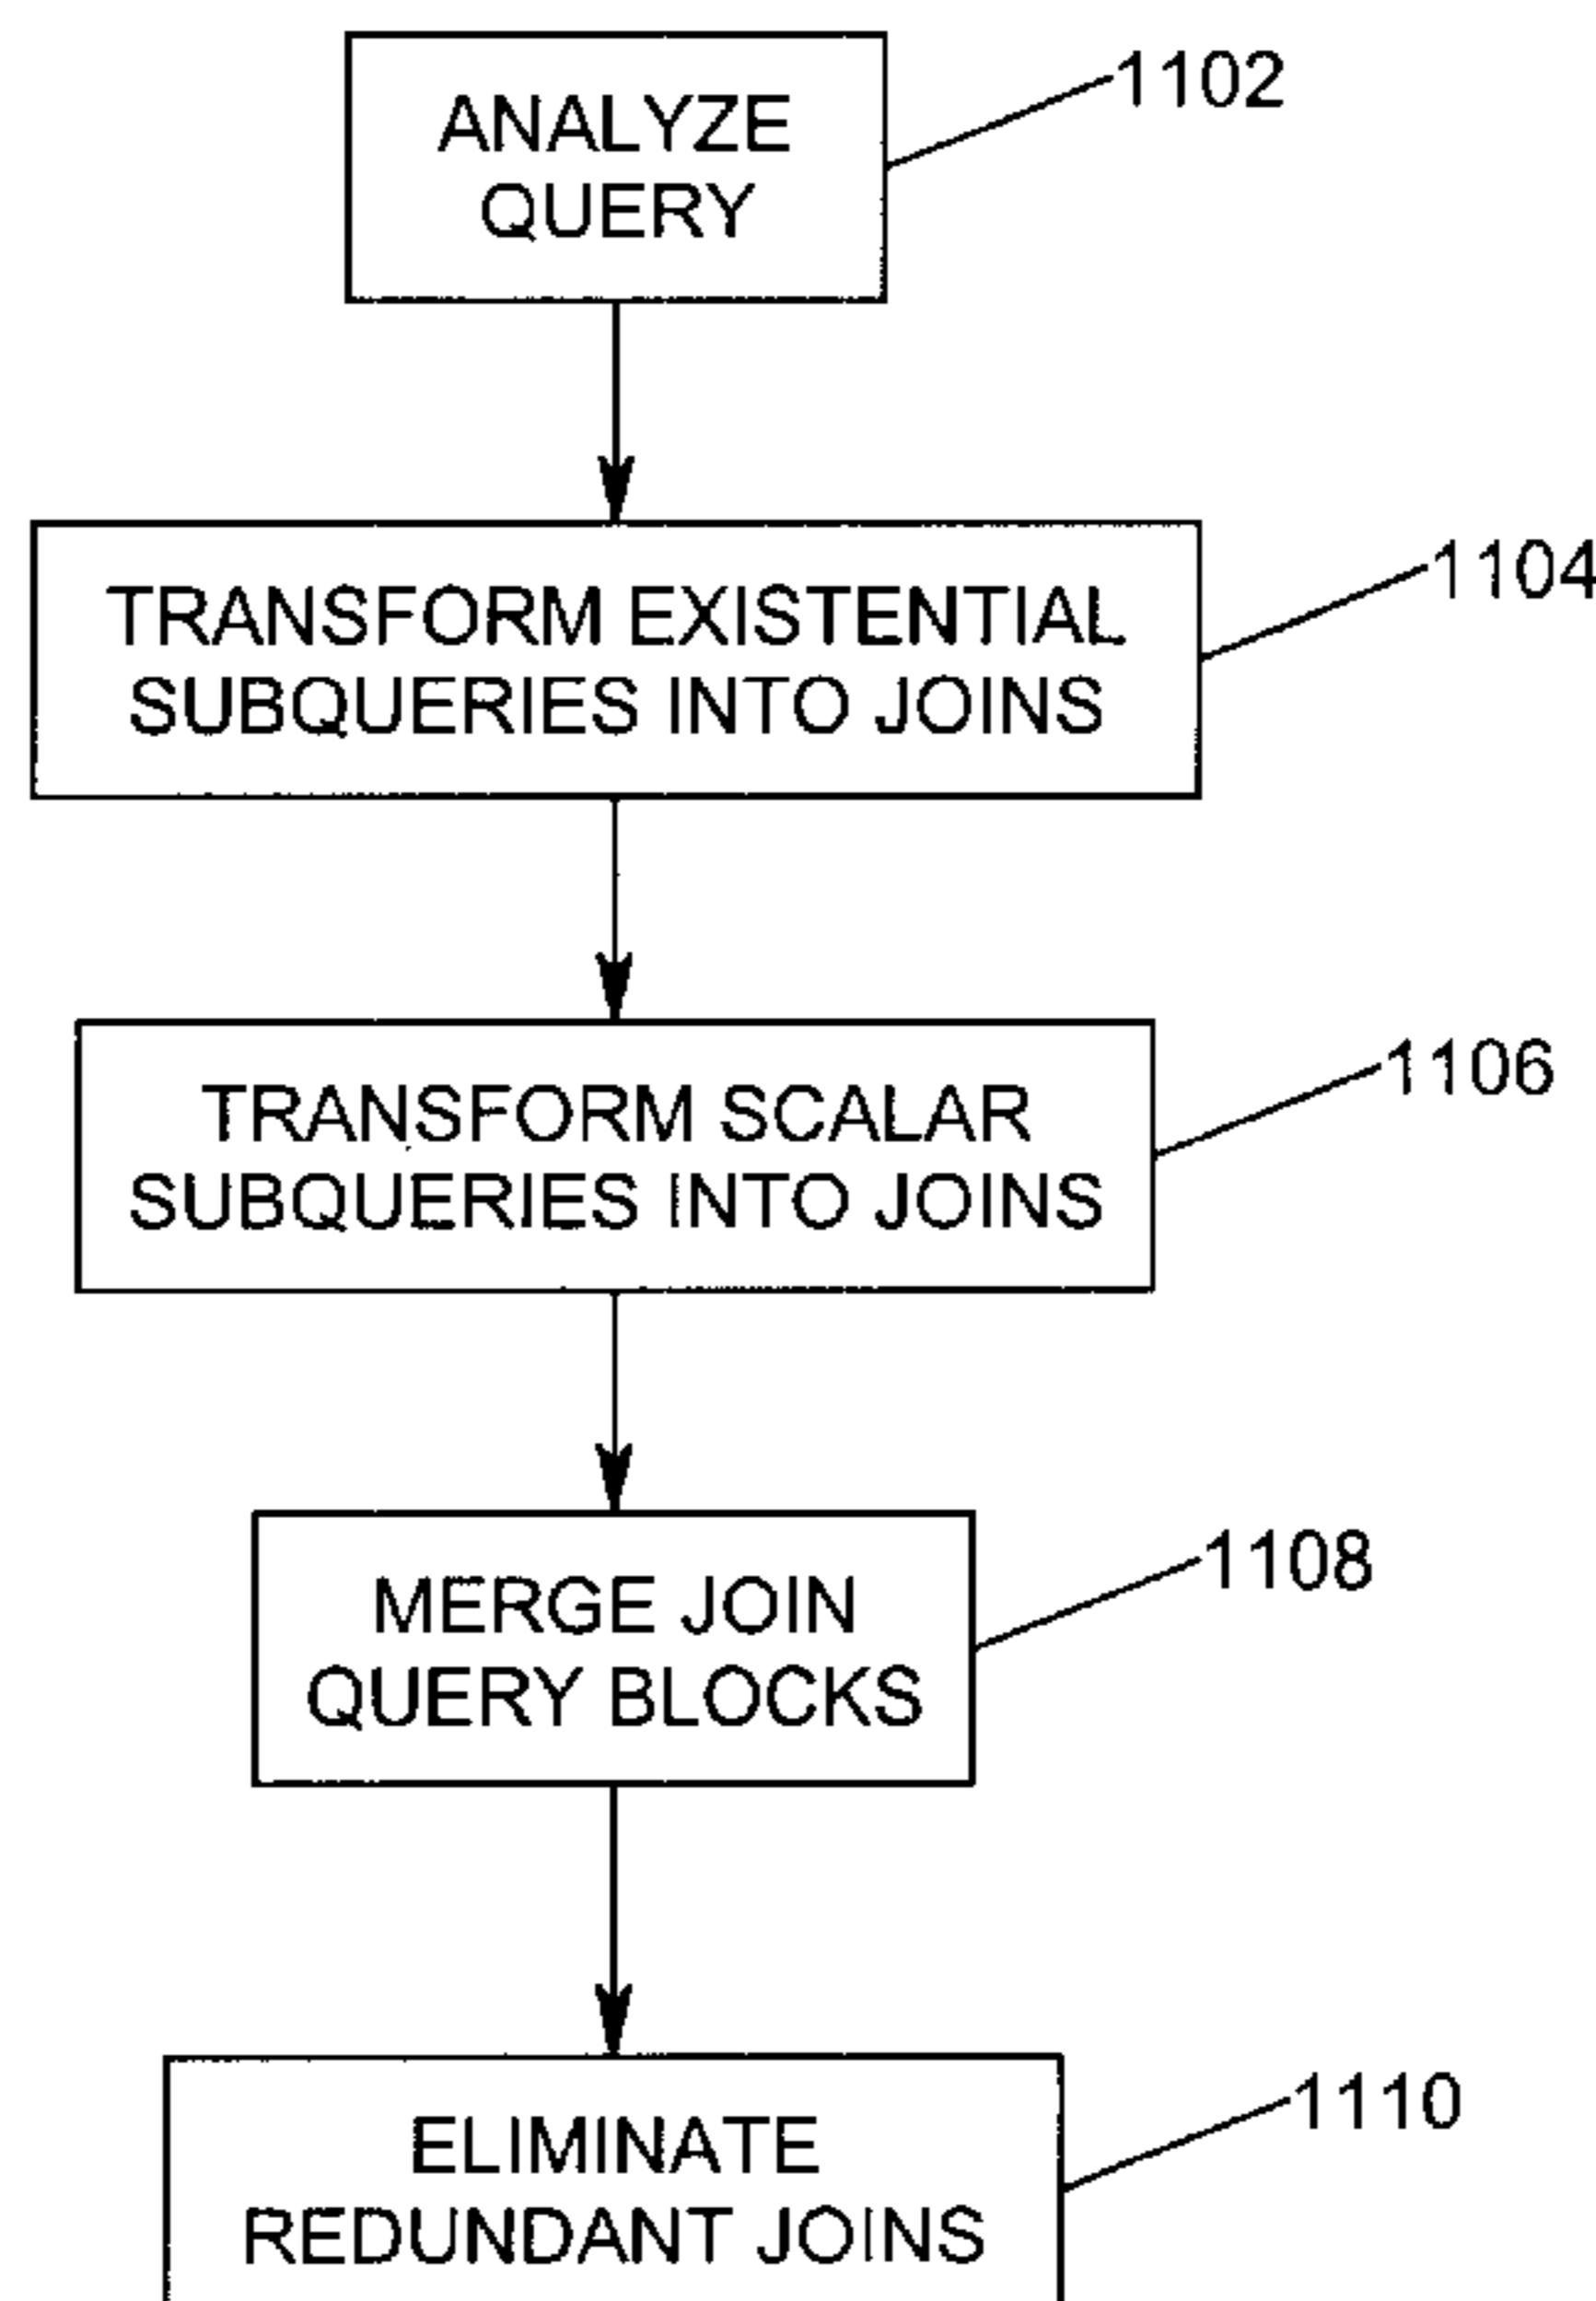 ANALYZE
QUERY
1102
TRANSFORM EXISTENTIAL
SUBQUERIES INTO JOINS
1104
TRANSFORM SCALAR
SUBQUERIES INTO JOINS
1106
MERGE JOIN
QUERY BLOCKS
1108
ELIMINATE
REDUNDANT JOINS
1110